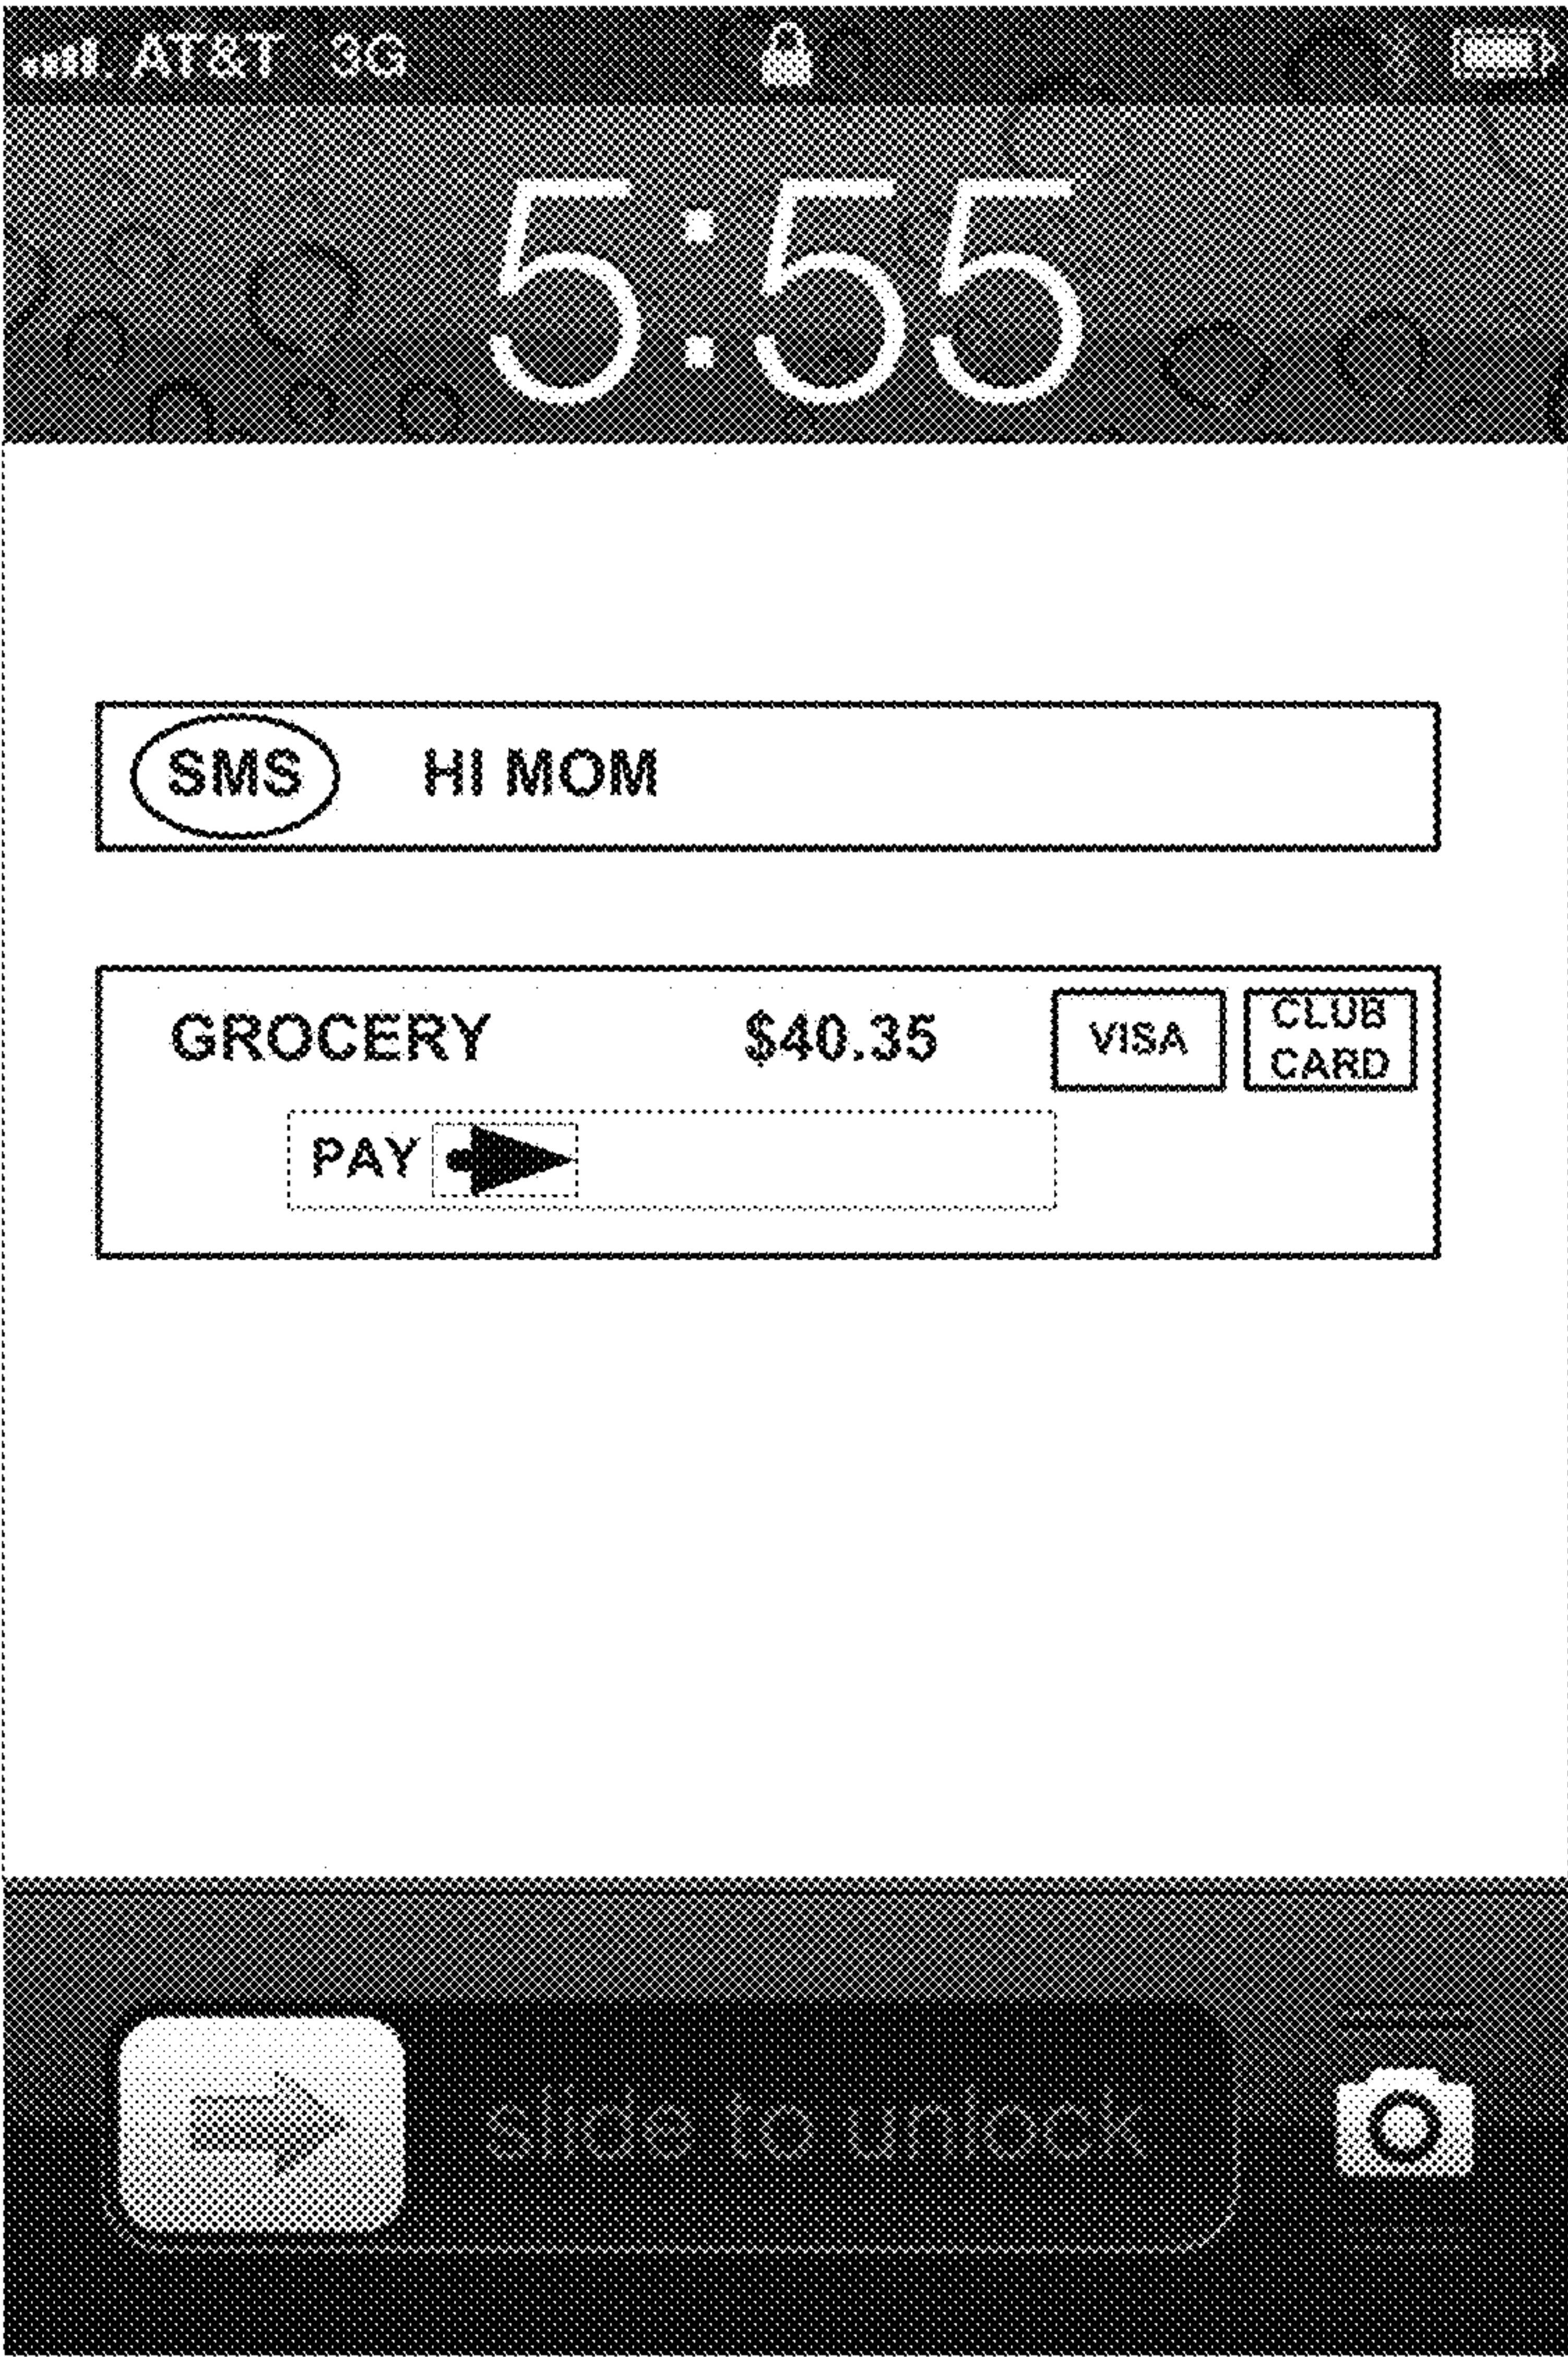 AT&T 3G
5:55
SMS HI MOM
GROCERY $40.35 VISA CLUB CARD
PAY
slide to unlock